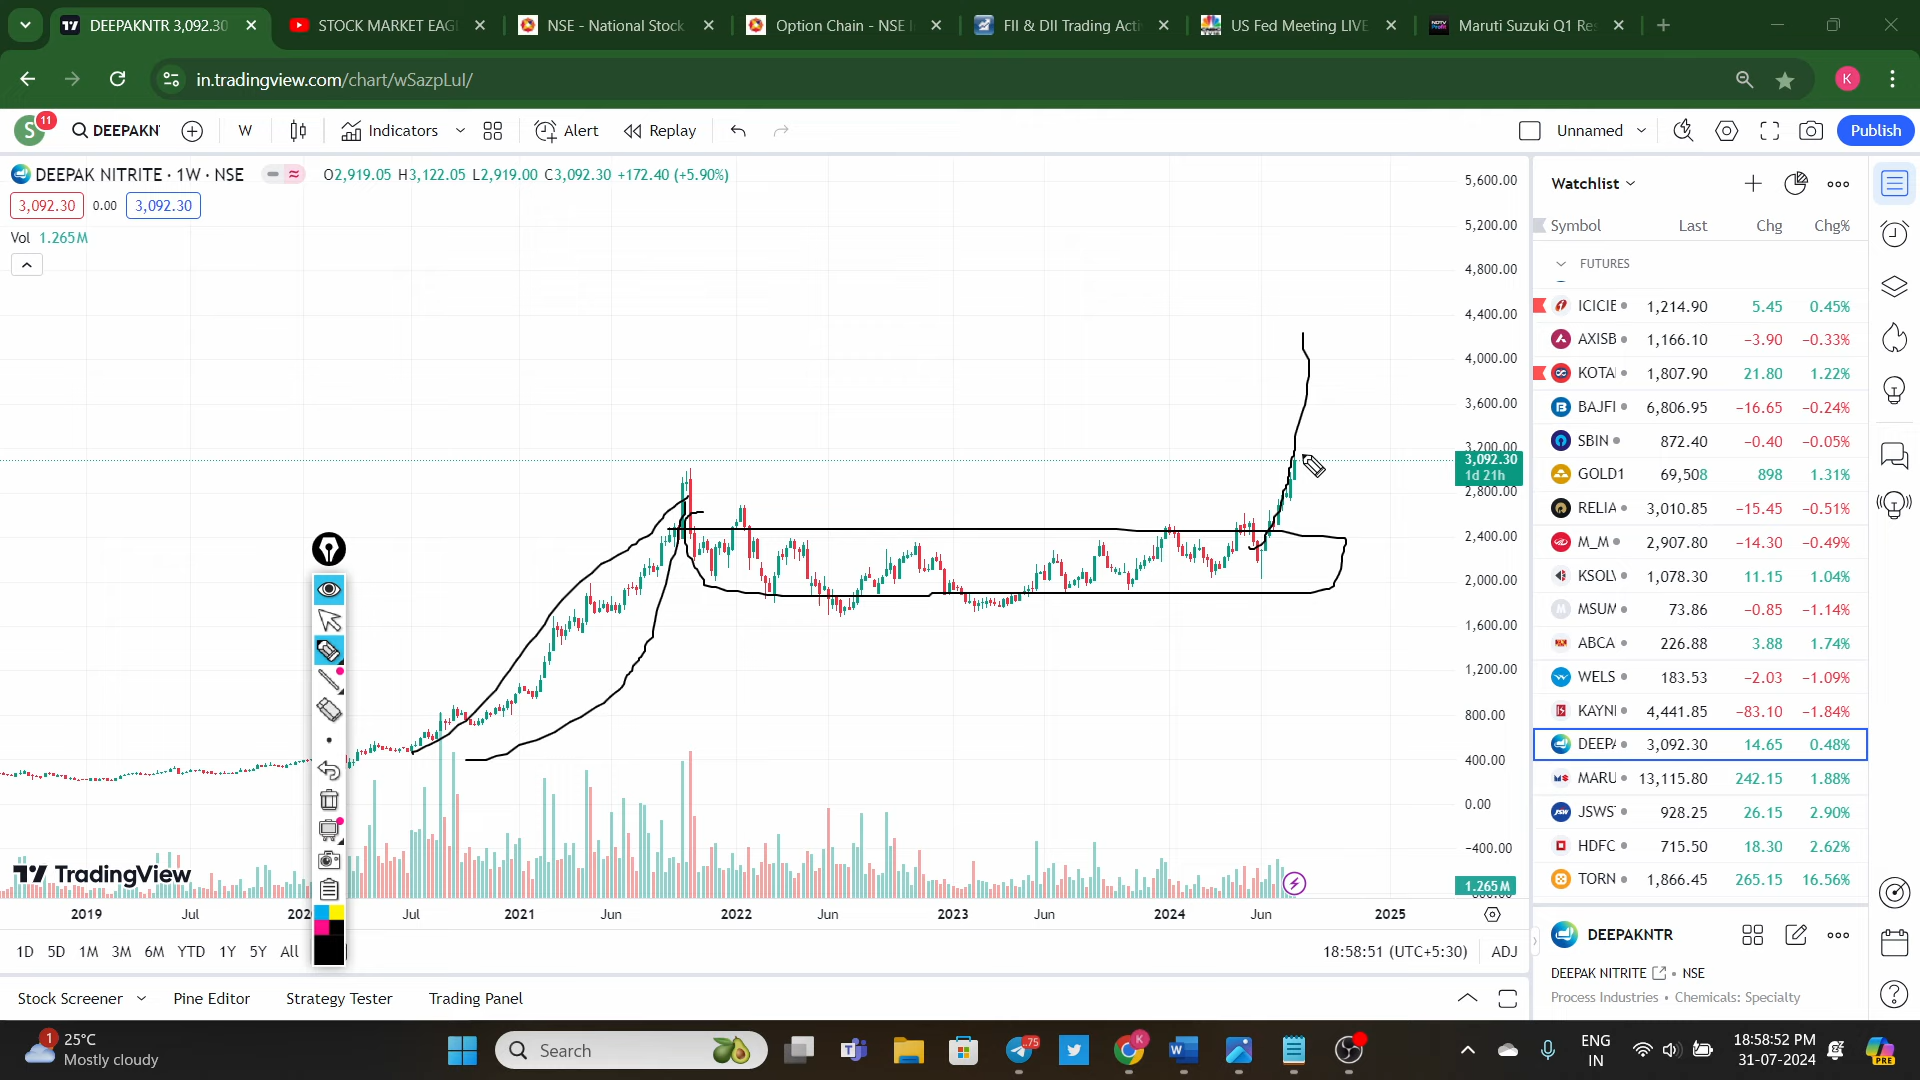 DEEPAKNTR 3,092.30
STOCK MARKET EAG
NSE - National Stock
Option Chain - NSE I
FII & DII Trading Acti
US Fed Meeting LIVE
Maruti Suzuki Q1 Res
in.tradingview.com/chart/wSazpLul/
K
S 11 DEEPAKN W Indicators Alert Replay Unnamed Publish
DEEPAK NITRITE · 1W · NSE O2,919.05 H3,122.05 L2,919.00 C3,092.30 +172.40 (+5.90%)
3,092.30 0.00 3,092.30
Vol 1.265M
5,600.00
5,200.00
4,800.00
4,400.00
4,000.00
3,600.00
3,200.00
3,092.30
1d 21h
2,800.00
2,400.00
2,000.00
1,600.00
1,200.00
800.00
400.00
0.00
−400.00
1.265M
TradingView
2019 Jul 202 Jul 2021 Jun 2022 Jun 2023 Jun 2024 Jun 2025
1D 5D 1M 3M 6M YTD 1Y 5Y All 18:58:51 (UTC+5:30) ADJ
Stock Screener Pine Editor Strategy Tester Trading Panel
Watchlist
Symbol Last Chg Chg%
FUTURES
ICICIE 1,214.90 5.45 0.45%
AXISB 1,166.10 −3.90 −0.33%
KOTA 1,807.90 21.80 1.22%
BAJFI 6,806.95 −16.65 −0.24%
SBIN 872.40 −0.40 −0.05%
GOLD1 69,508 898 1.31%
RELIA 3,010.85 −15.45 −0.51%
M_M 2,907.80 −14.30 −0.49%
KSOLV 1,078.30 11.15 1.04%
MSUM 73.86 −0.85 −1.14%
ABCA 226.88 3.88 1.74%
WELS 183.53 −2.03 −1.09%
KAYNI 4,441.85 −83.10 −1.84%
DEEPA 3,092.30 14.65 0.48%
MARU 13,115.80 242.15 1.88%
JSWS 928.25 26.15 2.90%
HDFC 715.50 18.30 2.62%
TORN 1,866.45 265.15 16.56%
DEEPAKNTR
DEEPAK NITRITE • NSE
Process Industries • Chemicals: Specialty
1 25°C
Mostly cloudy
Search
..75
K
ENG
IN
18:58:52 PM
31-07-2024
PRE